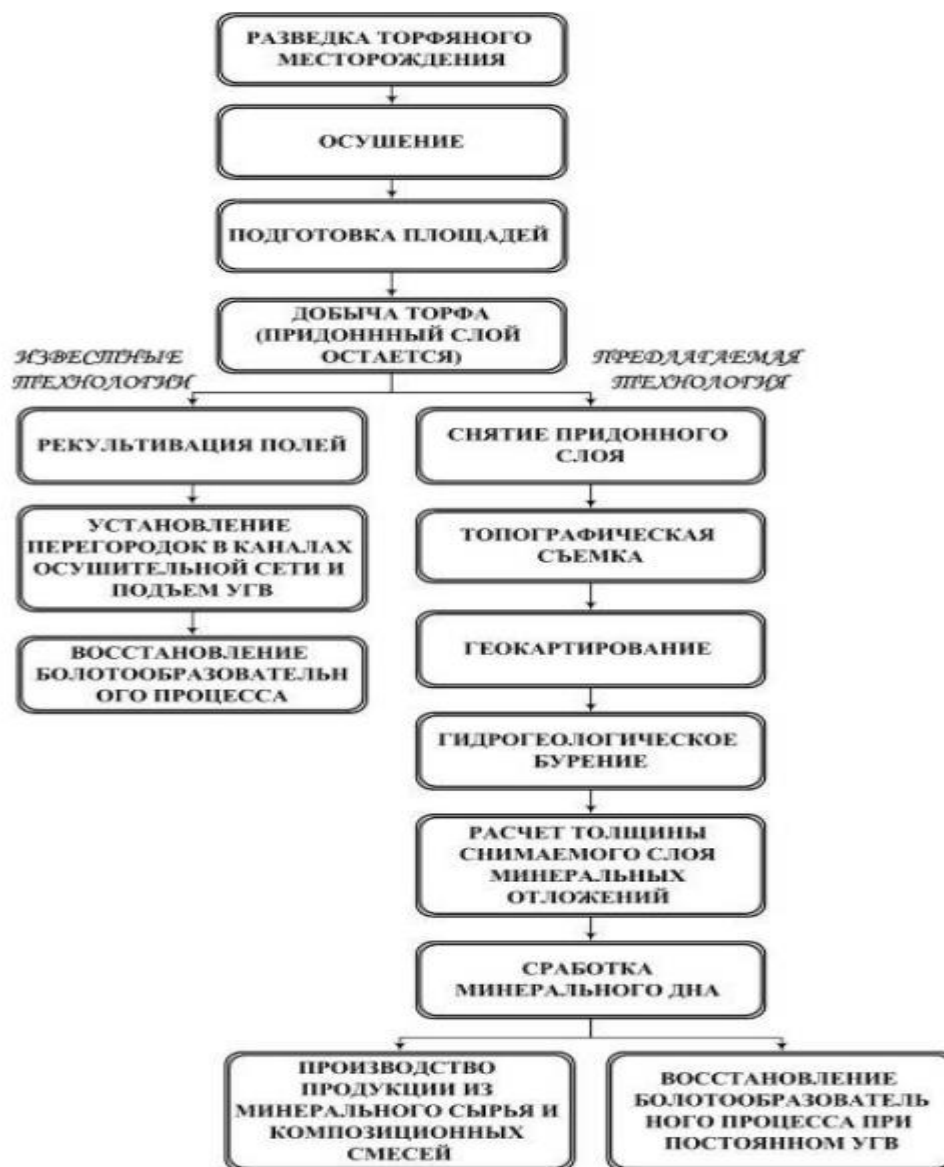 РАЗВЕДКА ТОРФЯНОГО
МЕСТОРОЖДЕНИЯ
ОСУШЕНИЕ
ПОДГОТОВКА ПЛОЩАДЕЙ
ДОБЫЧА ТОРФА
(ПРИДОНННЫЙ СЛОЙ
ОСТАЕТСЯ)
ИЗВЕСТНЫЕ
ТЕХНОЛОГИИ
ПРЕДЛАГАЕМАЯ
ТЕХНОЛОГИЯ
РЕКУЛЬТИВАЦИЯ ПОЛЕЙ
УСТАНОВЛЕНИЕ
ПЕРЕГОРОДОК В КАНАЛАХ
ОСУШИТЕЛЬНОЙ СЕТИ И
ПОДЪЕМ УГВ
ВОССТАНОВЛЕНИЕ
БОЛОТООБРАЗОВАТЕЛЬН
ОГО ПРОЦЕССА
СНЯТИЕ ПРИДОННОГО
СЛОЯ
ТОПОГРАФИЧЕСКАЯ
СЪЕМКА
ГЕОКАРТИРОВАНИЕ
ГИДРОГЕОЛОГИЧЕСКОЕ
БУРЕНИЕ
РАСЧЕТ ТОЛЩИНЫ
СНИМАЕМОГО СЛОЯ
МИНЕРАЛЬНЫХ
ОТЛОЖЕНИЙ
СРАБОТКА
МИНЕРАЛЬНОГО ДНА
ПРОИЗВОДСТВО
ПРОДУКЦИИ ИЗ
МИНЕРАЛЬНОГО СЫРЬЯ И
КОМПОЗИЦИОННЫХ
СМЕСЕЙ
ВОССТАНОВЛЕНИЕ
БОЛОТООБРАЗОВАТЕЛЬ
НОГО ПРОЦЕССА ПРИ
ПОСТОЯННОМ УГВ